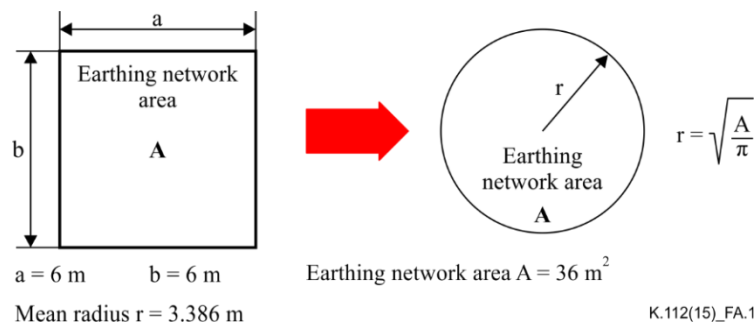 a
Earthing network
area
A
b
r
Earthing
network area
A
r = √(A/π)
a = 6 m b = 6 m
Earthing network area A = 36 m²
Mean radius r = 3.386 m
K.112(15)_FA.1